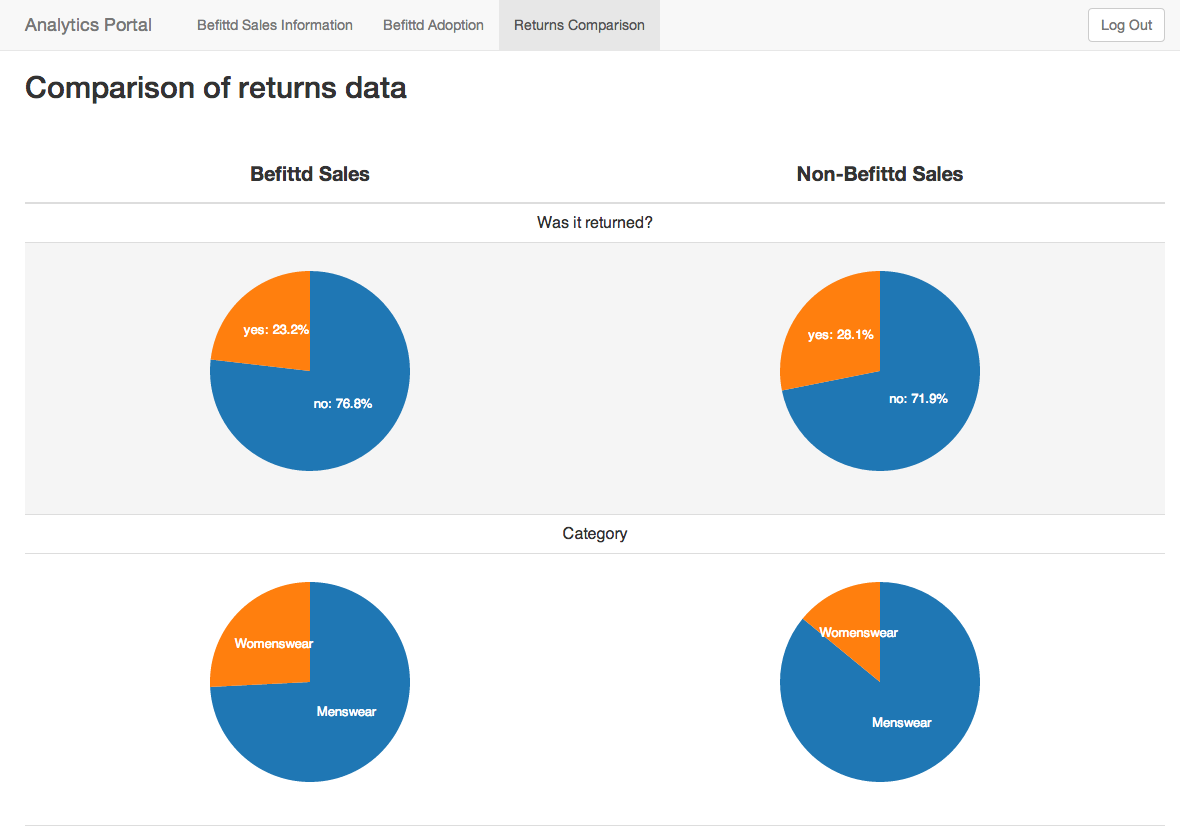 Analytics Portal Befittd Sales Information Befittd Adoption Returns Comparison Log Out
Comparison of returns data
Befittd Sales Non-Befittd Sales
Was it returned?
yes: 23.2% yes: 28.1%
no: 76.8% no: 71.9%
Category
Womenswear Womenswear
Menswear Menswear